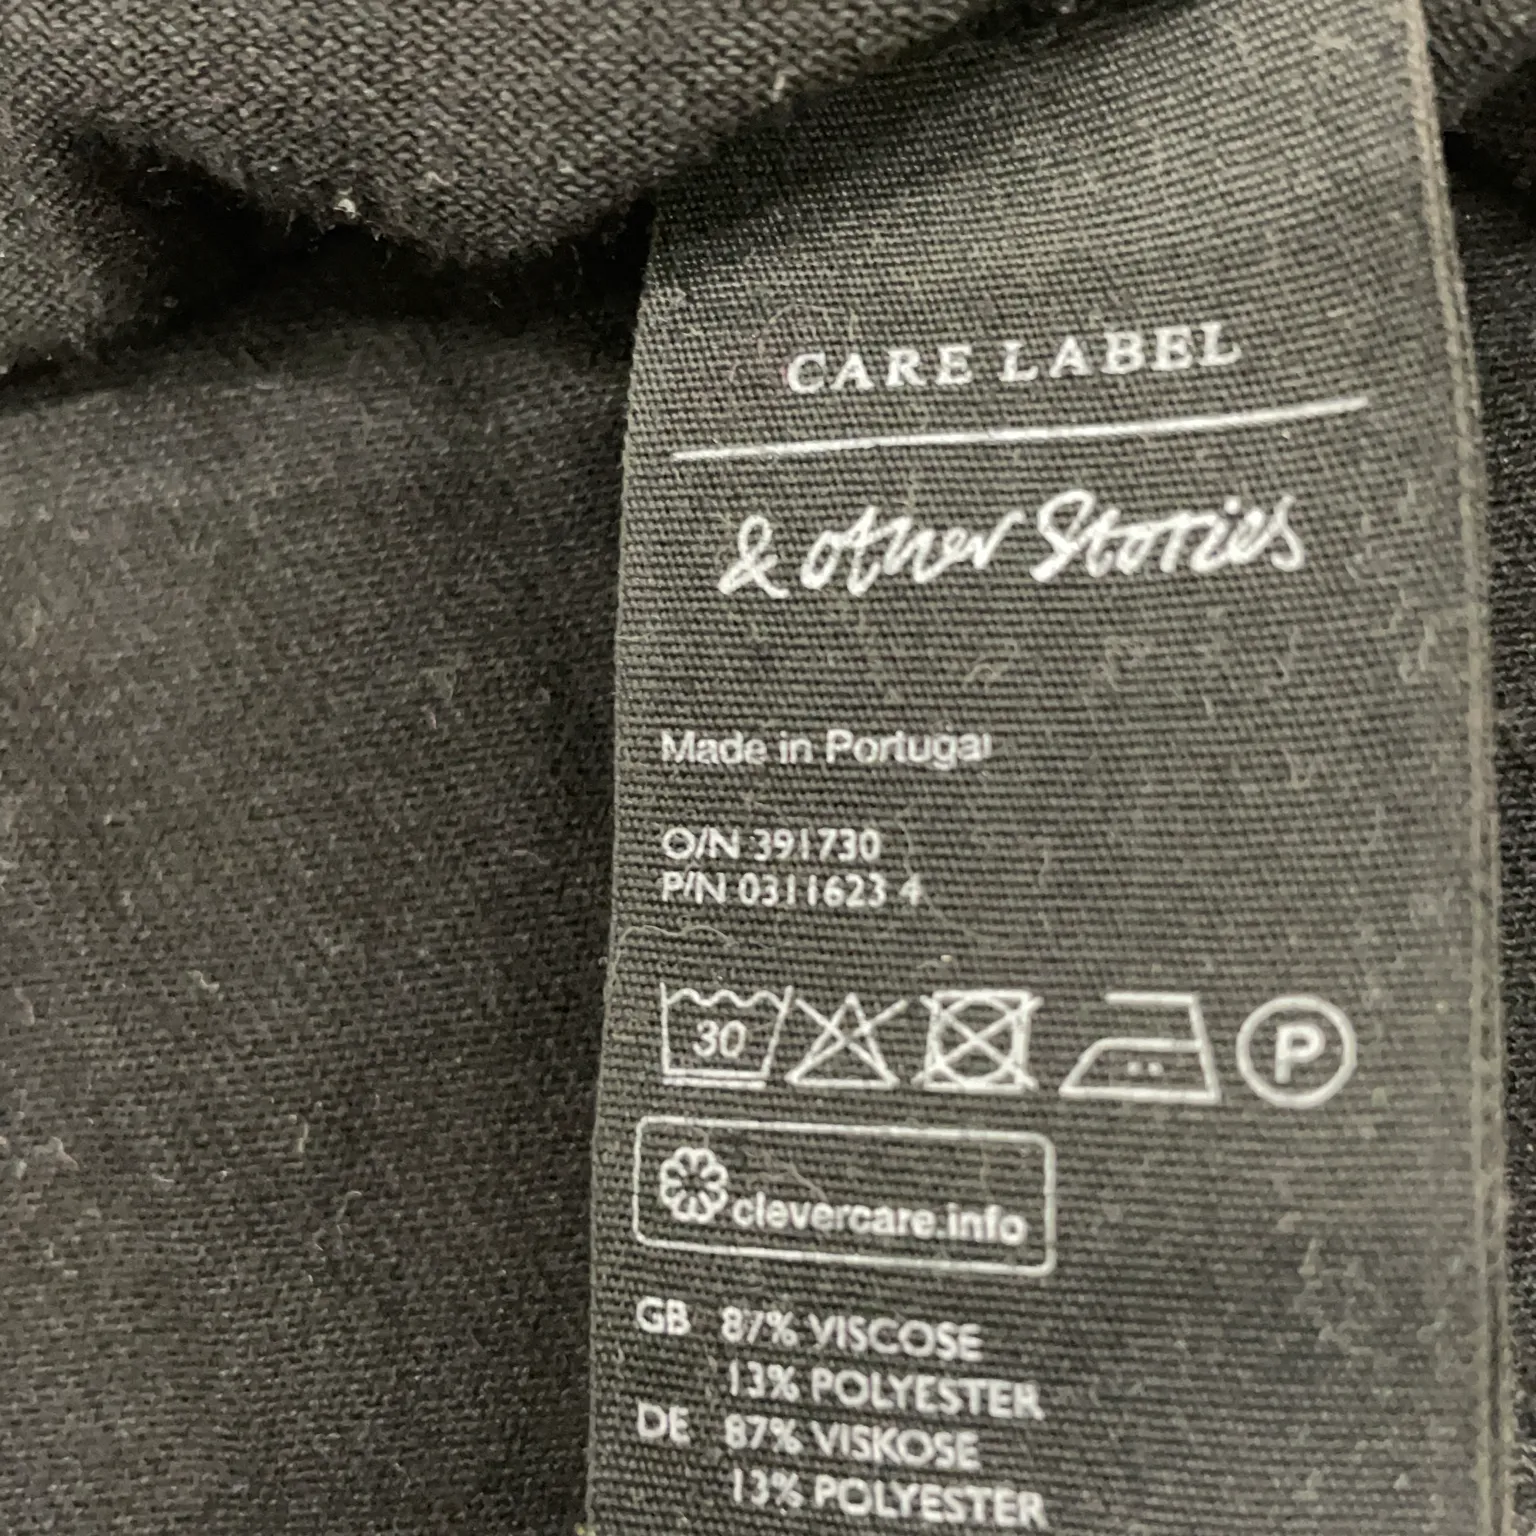 CARE LABEL
& other Stories
Made in Portugal
O/N 391730
P/N 0311623 4
30 P
clevercare.info
GB 87% VISCOSE
13% POLYESTER
DE 87% VISKOSE
13% POLYESTER